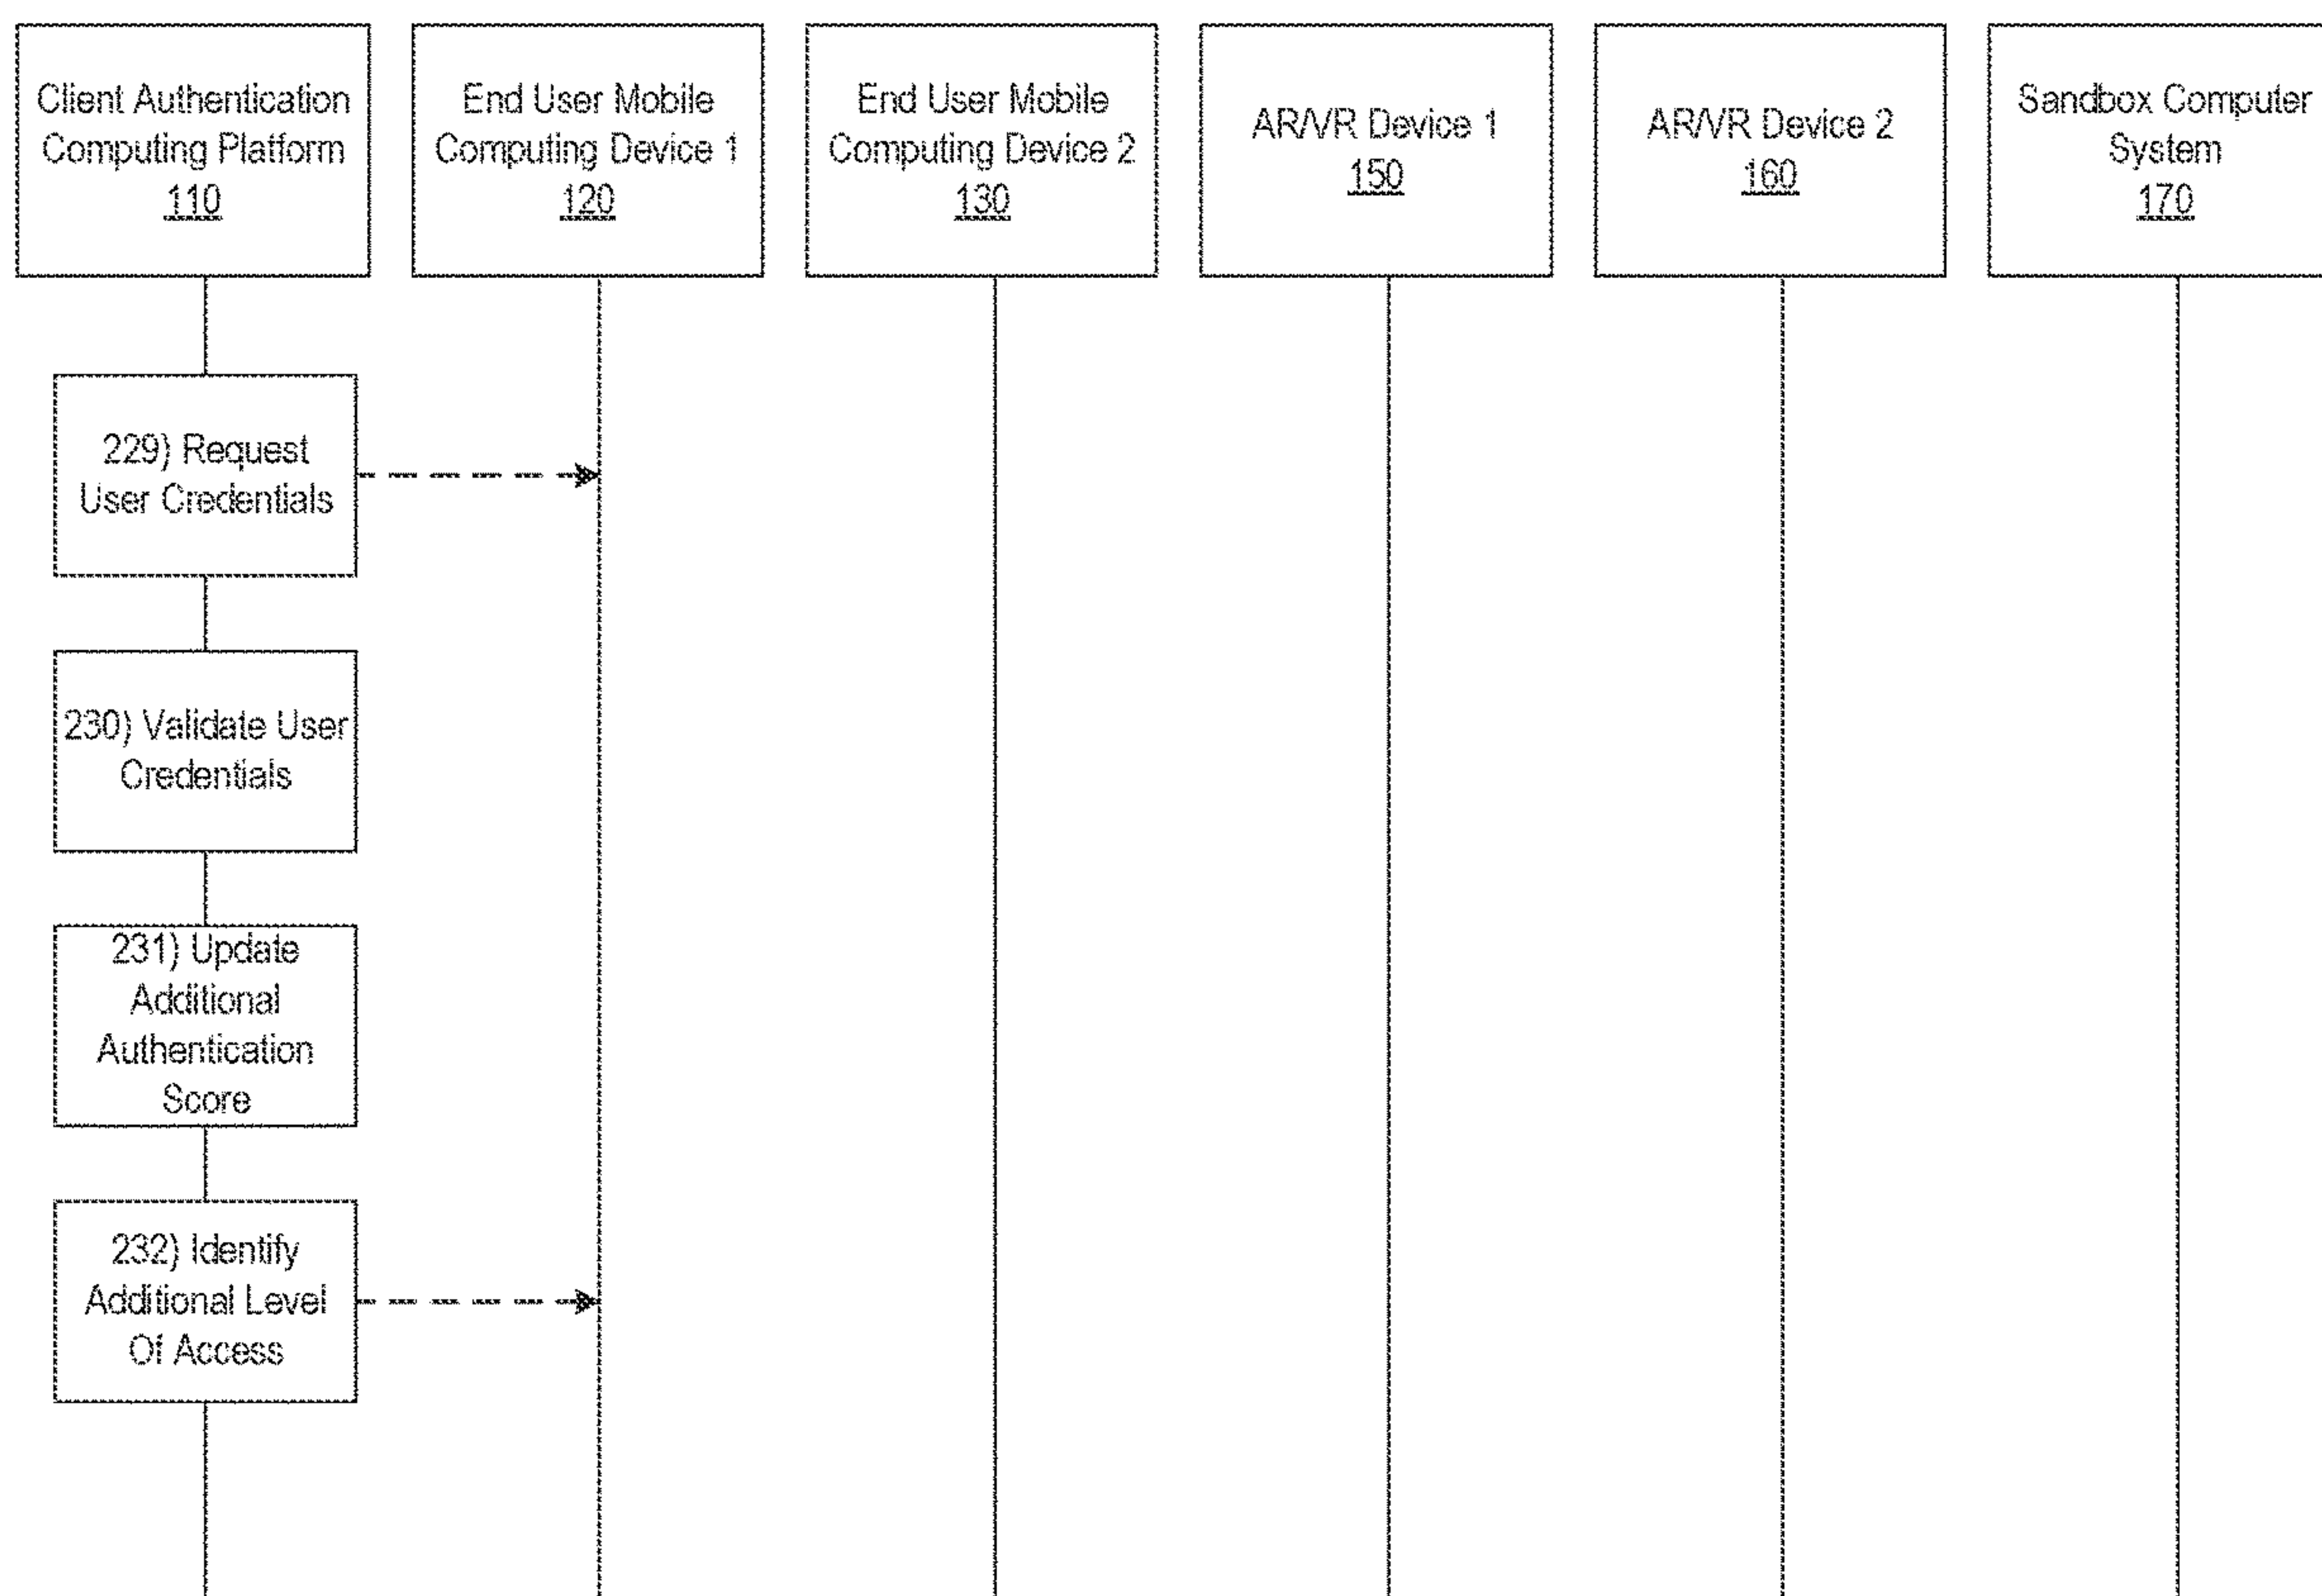 Client Authentication
Computing Platform
110
End User Mobile
Computing Device 1
120
End User Mobile
Computing Device 2
130
AR/VR Device 1
150
AR/VR Device 2
160
Sandbox Computer
System
170
229) Request
User Credentials
230) Validate User
Credentials
231) Update
Additional
Authentication
Score
232) Identify
Additional Level
Of Access